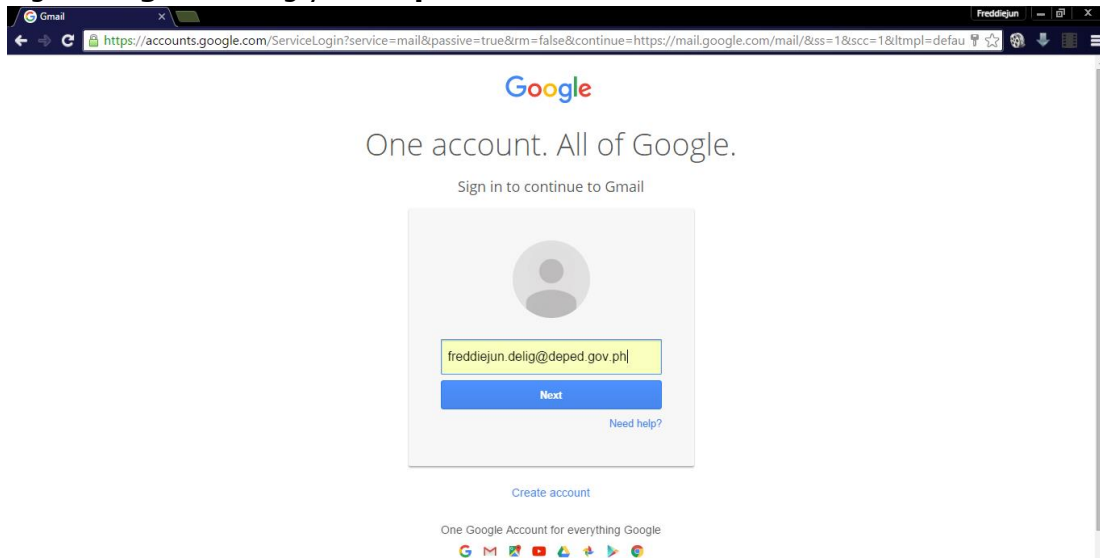 Gmail
Freddiejun
https://accounts.google.com/ServiceLogin?service=mail&passive=true&rm=false&continue=https://mail.google.com/mail/&ss=1&scc=1&ltmpl=defau
Google
One account. All of Google.
Sign in to continue to Gmail
freddiejun.delig@deped.gov.ph
Next
Need help?
Create account
One Google Account for everything Google